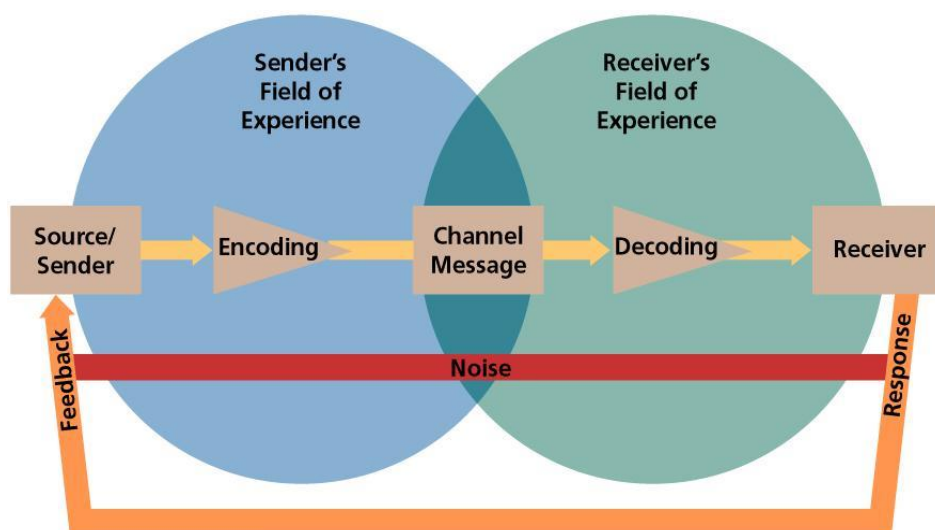 Sender's
Field of
Experience
Receiver's
Field of
Experience
Source/
Sender
Encoding
Channel
Message
Decoding
Receiver
Feedback
Noise
Response